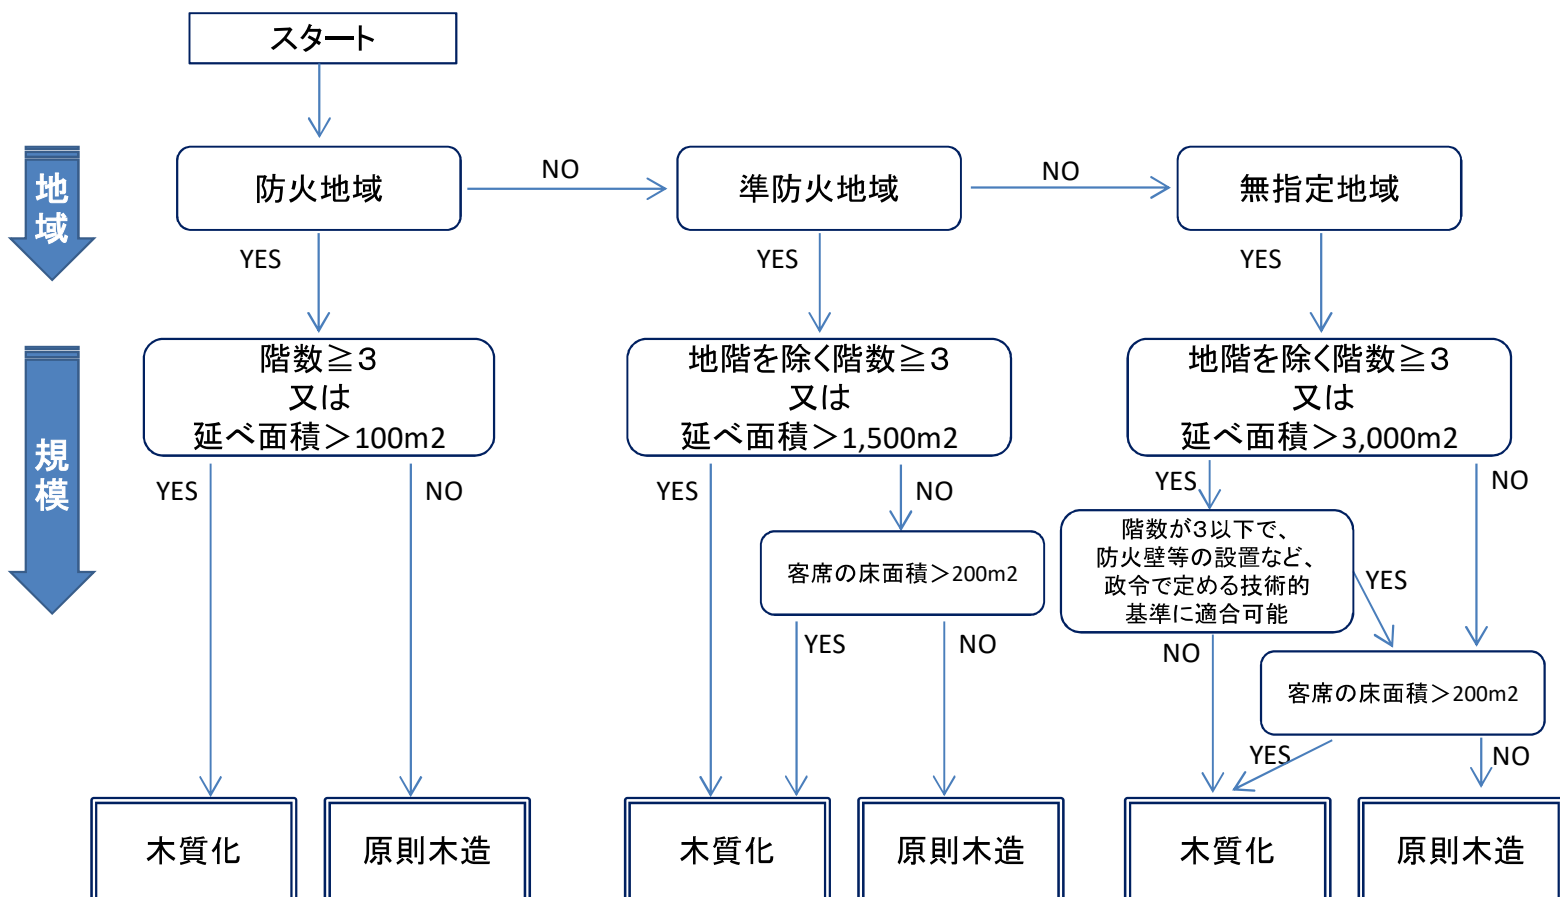 スタート
地域
防火地域
NO
準防火地域
NO
無指定地域
YES
YES
YES
規模
階数≧3
又は
延べ面積＞100m2
地階を除く階数≧3
又は
延べ面積＞1,500m2
地階を除く階数≧3
又は
延べ面積＞3,000m2
YES
NO
YES
NO
YES
NO
階数が3以下で、
防火壁等の設置など、
政令で定める技術的
基準に適合可能
客席の床面積＞200m2
YES
YES
NO
NO
客席の床面積＞200m2
YES
NO
木質化
原則木造
木質化
原則木造
木質化
原則木造